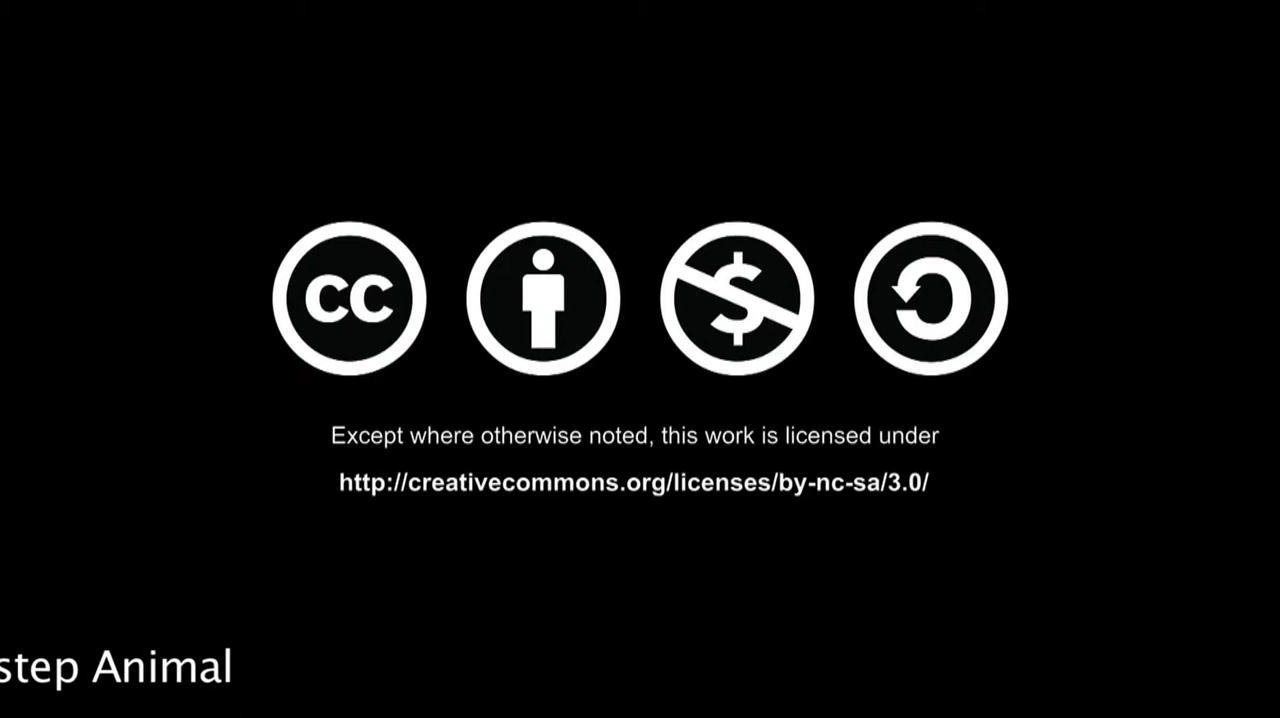 cc
Except where otherwise noted, this work is licensed under
http://creativecommons.org/licenses/by-nc-sa/3.0/
step Animal